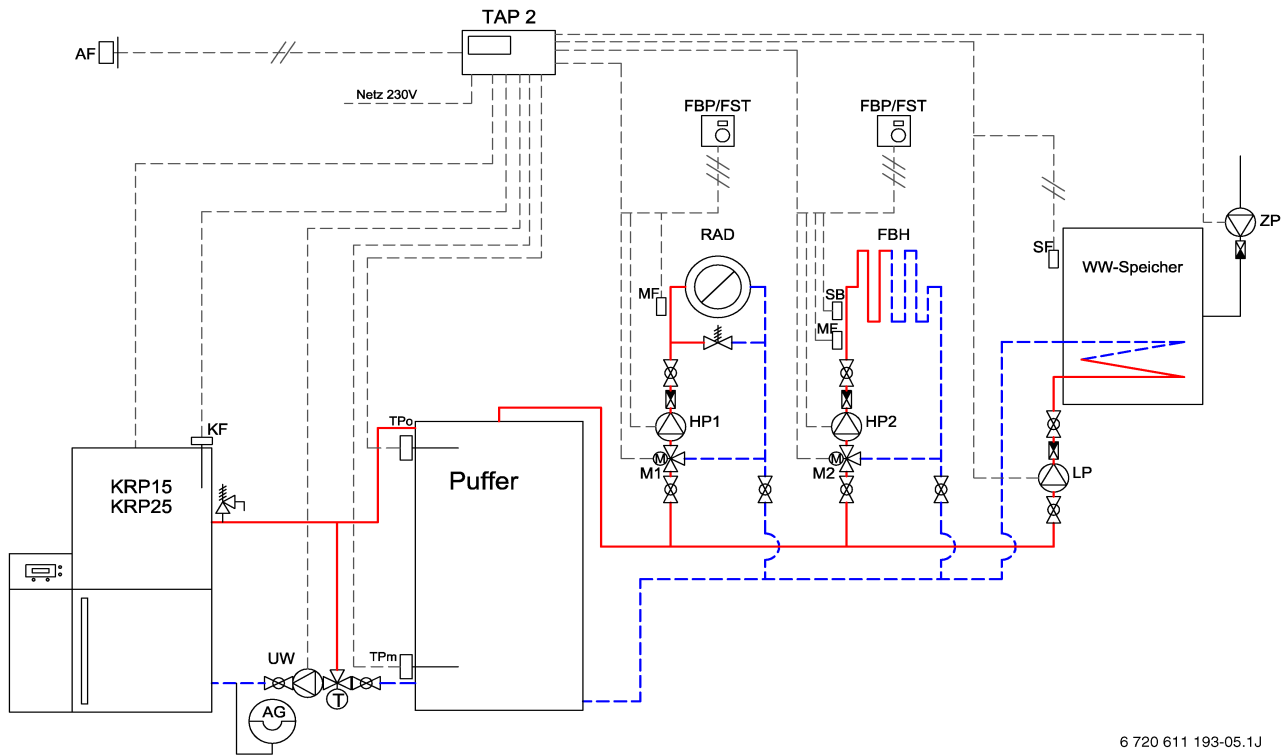 TAP 2
AF
Netz 230V
FBP/FST
FBP/FST
ZP
RAD
FBH
SF
WW-Speicher
MF
SB
MF
TPo
KF
HP1
HP2
M
M1
M
M2
LP
KRP15
KRP25
Puffer
UW
TPm
T
AG
6 720 611 193-05.1J